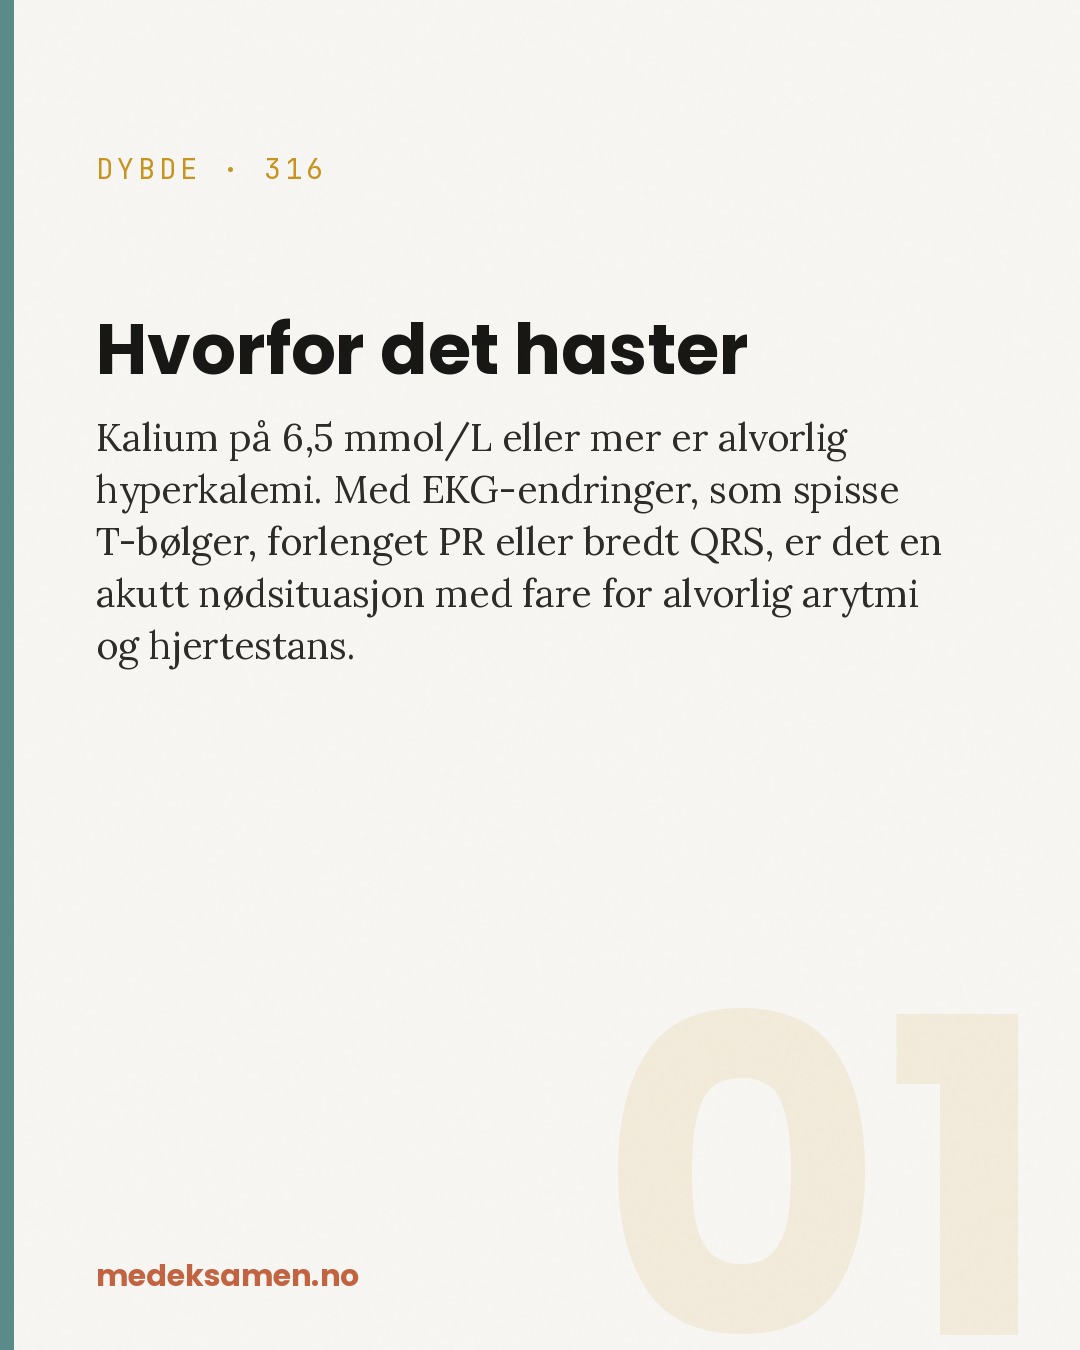 DYBDE · 316
Hvorfor det haster
Kalium på 6,5 mmol/L eller mer er alvorlig
hyperkalemi. Med EKG-endringer, som spisse
T-bølger, forlenget PR eller bredt QRS, er det en
akutt nødsituasjon med fare for alvorlig arytmi
og hjertestans.
01
medeksamen.no